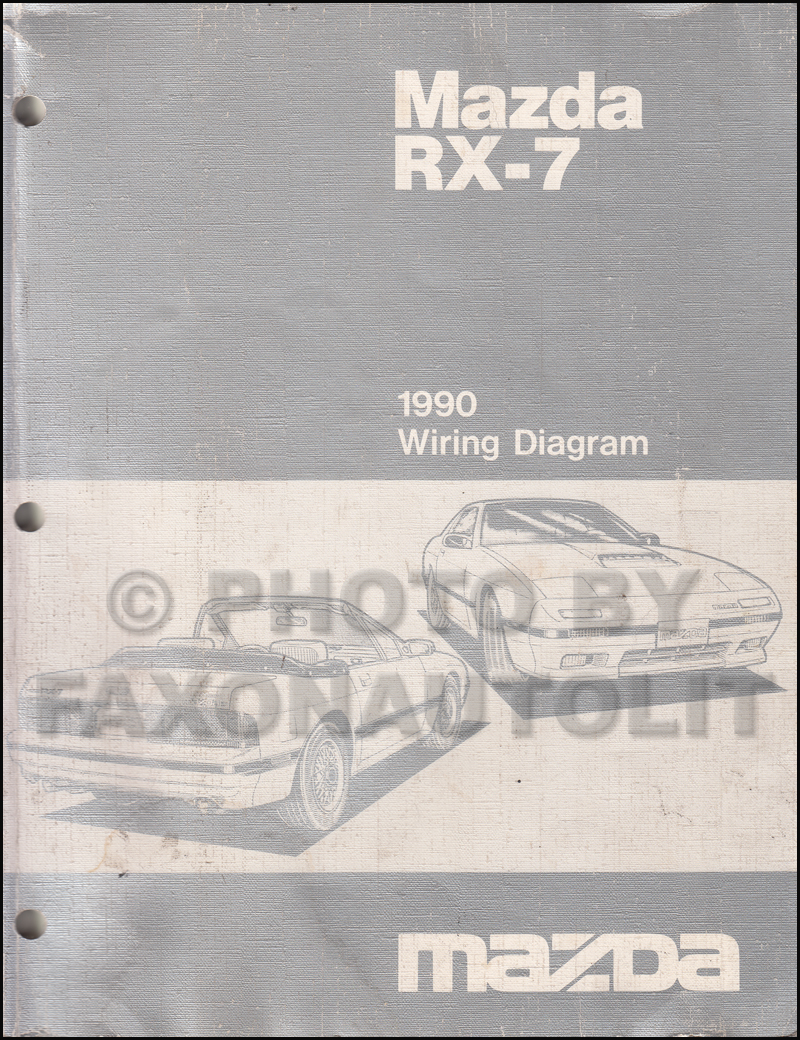 Mazda
RX-7
1990
Wiring Diagram
© PHOTO BY
FAXONAUTOLIT
mazda